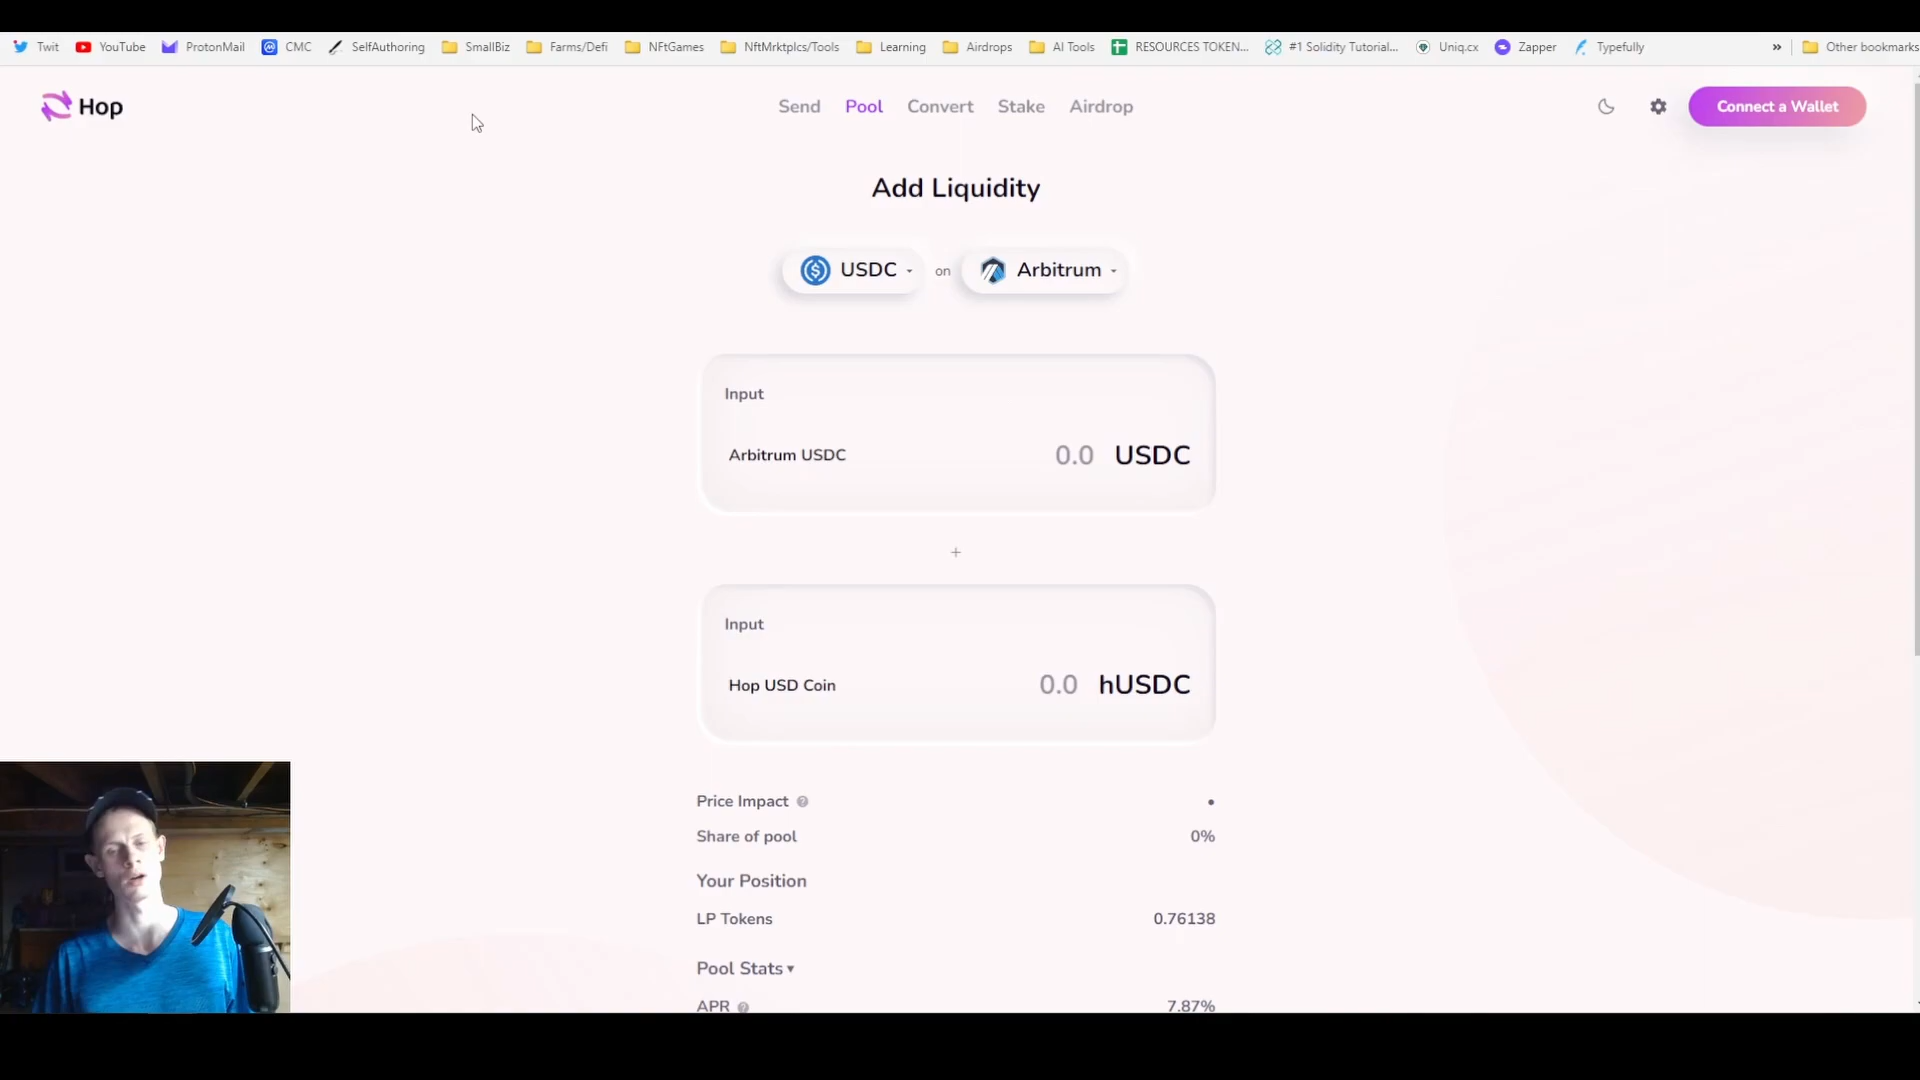 Twit YouTube ProtonMail CMC SelfAuthoring SmallBiz Farms/Defi NFtGames NftMrktplcs/Tools Learning Airdrops AI Tools RESOURCES TOKEN... #1 Solidity Tutorial... Uniq.cx Zapper Typefully » Other bookmarks
Hop Send Pool Convert Stake Airdrop Connect a Wallet
Add Liquidity
USDC on Arbitrum
Input
Arbitrum USDC 0.0 USDC
+
Input
Hop USD Coin 0.0 hUSDC
Price Impact
Share of pool 0%
Your Position
LP Tokens 0.76138
Pool Stats
APR 7.87%